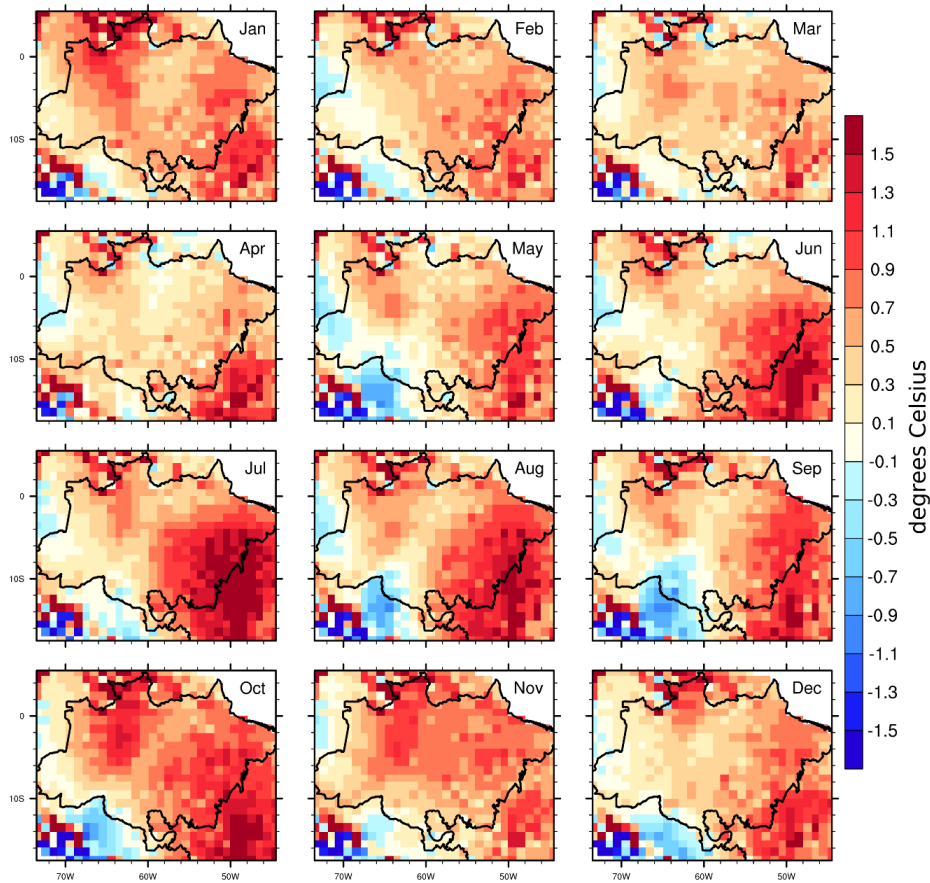 Jan Feb Mar
0
10S
Apr May Jun
0
10S
Jul Aug Sep
0
10S
Oct Nov Dec
0
10S
70W 60W 50W 70W 60W 50W 70W 60W 50W
1.5
1.3
1.1
0.9
0.7
0.5
0.3
0.1
-0.1
-0.3
-0.5
-0.7
-0.9
-1.1
-1.3
-1.5
degrees Celsius